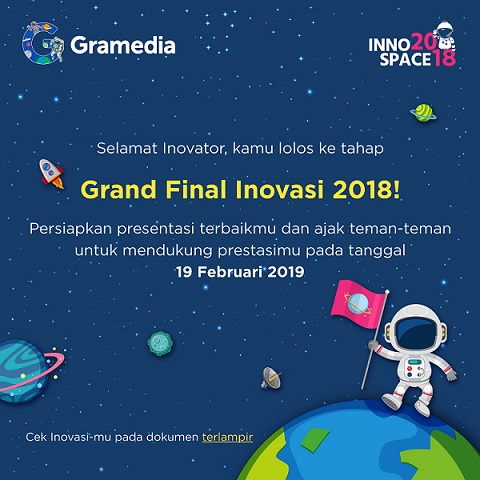 Gramedia
INNO 20
SPACE 18
Selamat Inovator, kamu lolos ke tahap
Grand Final Inovasi 2018!
Persiapkan presentasi terbaikmu dan ajak teman-teman
untuk mendukung prestasimu pada tanggal
19 Februari 2019
Cek Inovasi-mu pada dokumen terlampir